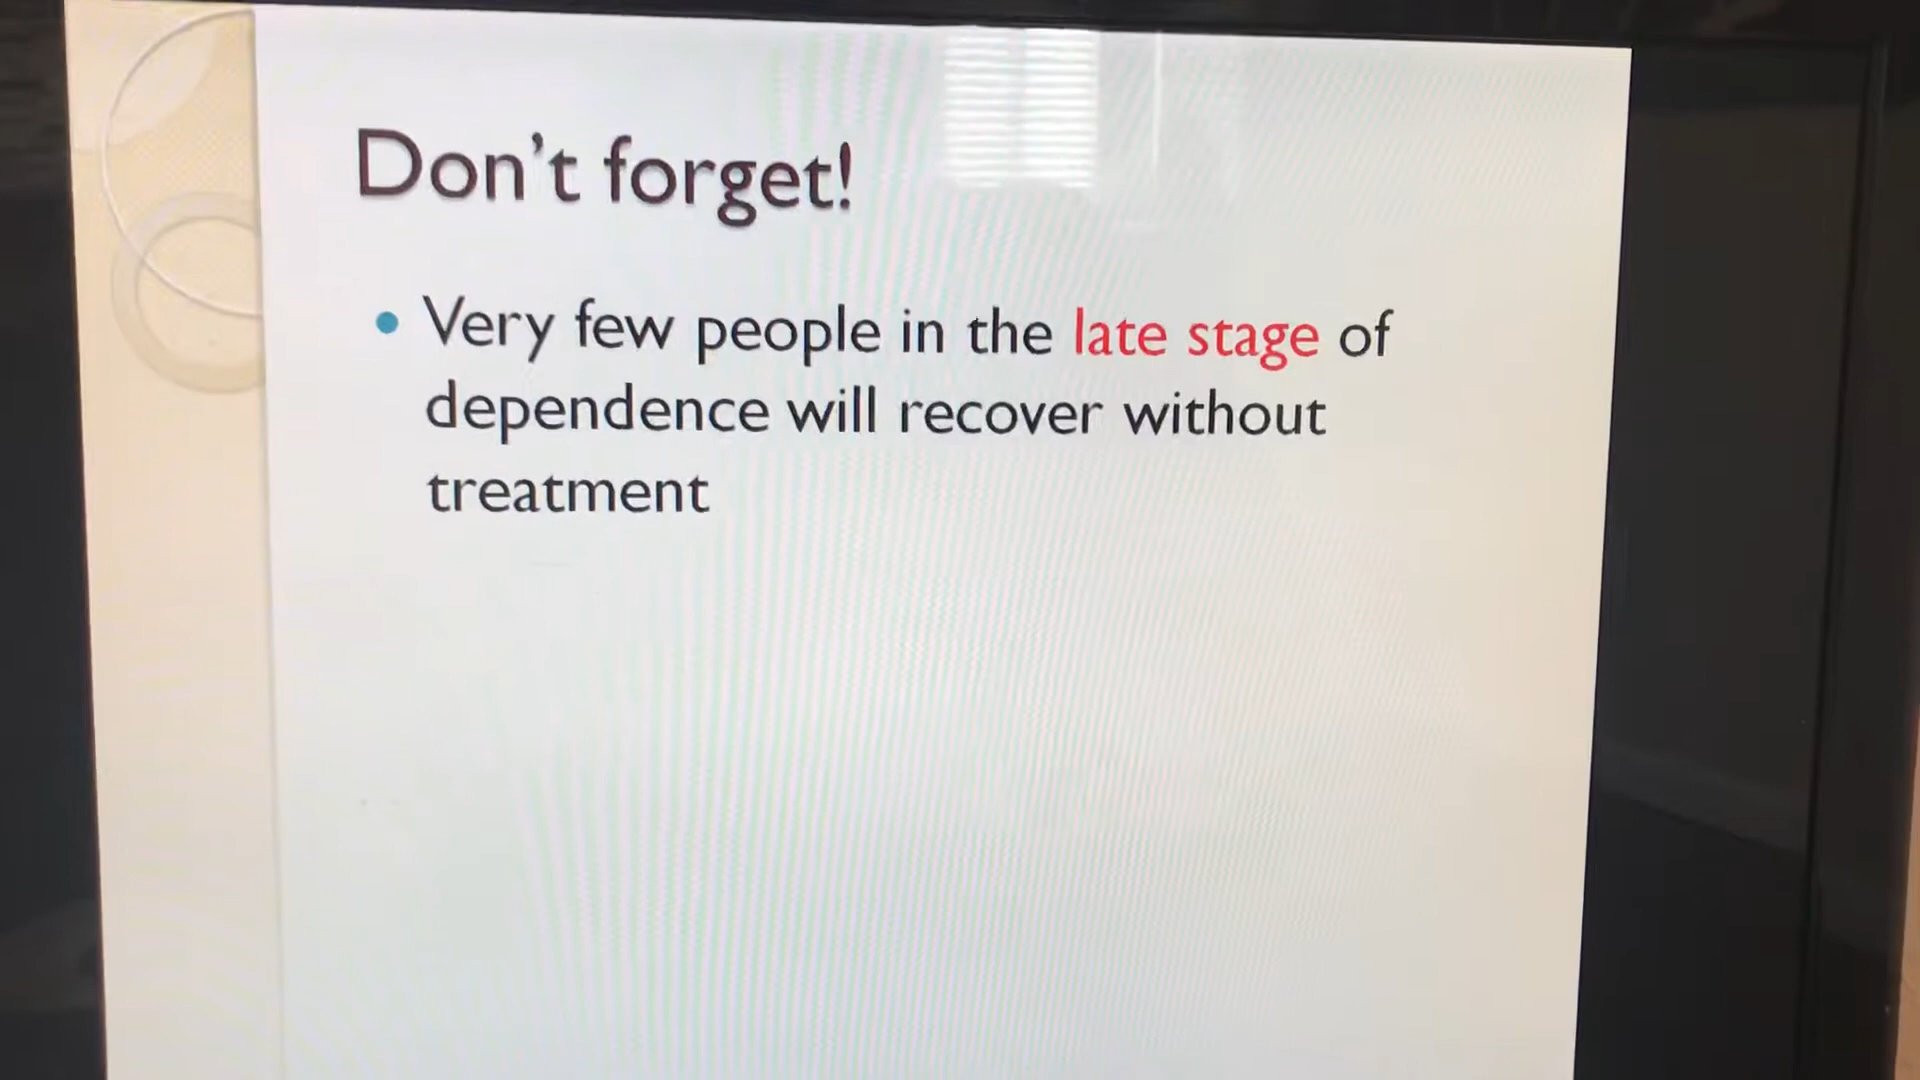 Don't forget!
• Very few people in the late stage of
dependence will recover without
treatment